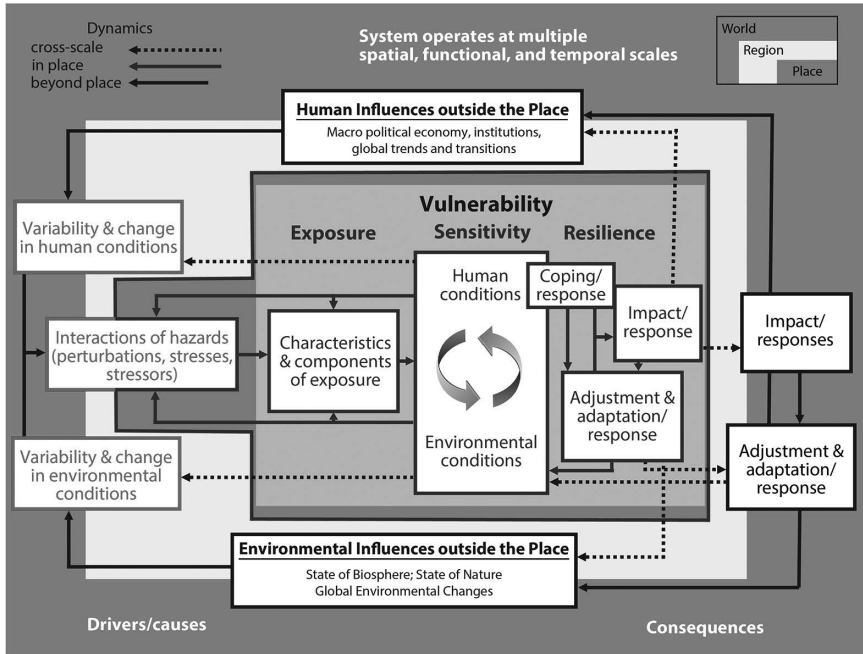 Dynamics
cross-scale
in place
beyond place
System operates at multiple
spatial, functional, and temporal scales
World
Region
Place
Human Influences outside the Place
Macro political economy, institutions,
global trends and transitions
Vulnerability
Exposure
Sensitivity
Resilience
Variability & change
in human conditions
Interactions of hazards
(perturbations, stresses,
stressors)
Variability & change
in environmental
conditions
Characteristics
& components
of exposure
Human
conditions
Environmental
conditions
Coping/
response
Impact/
response
Adjustment &
adaptation/
response
Impact/
responses
Adjustment &
adaptation/
response
Environmental Influences outside the Place
State of Biosphere; State of Nature
Global Environmental Changes
Drivers/causes
Consequences